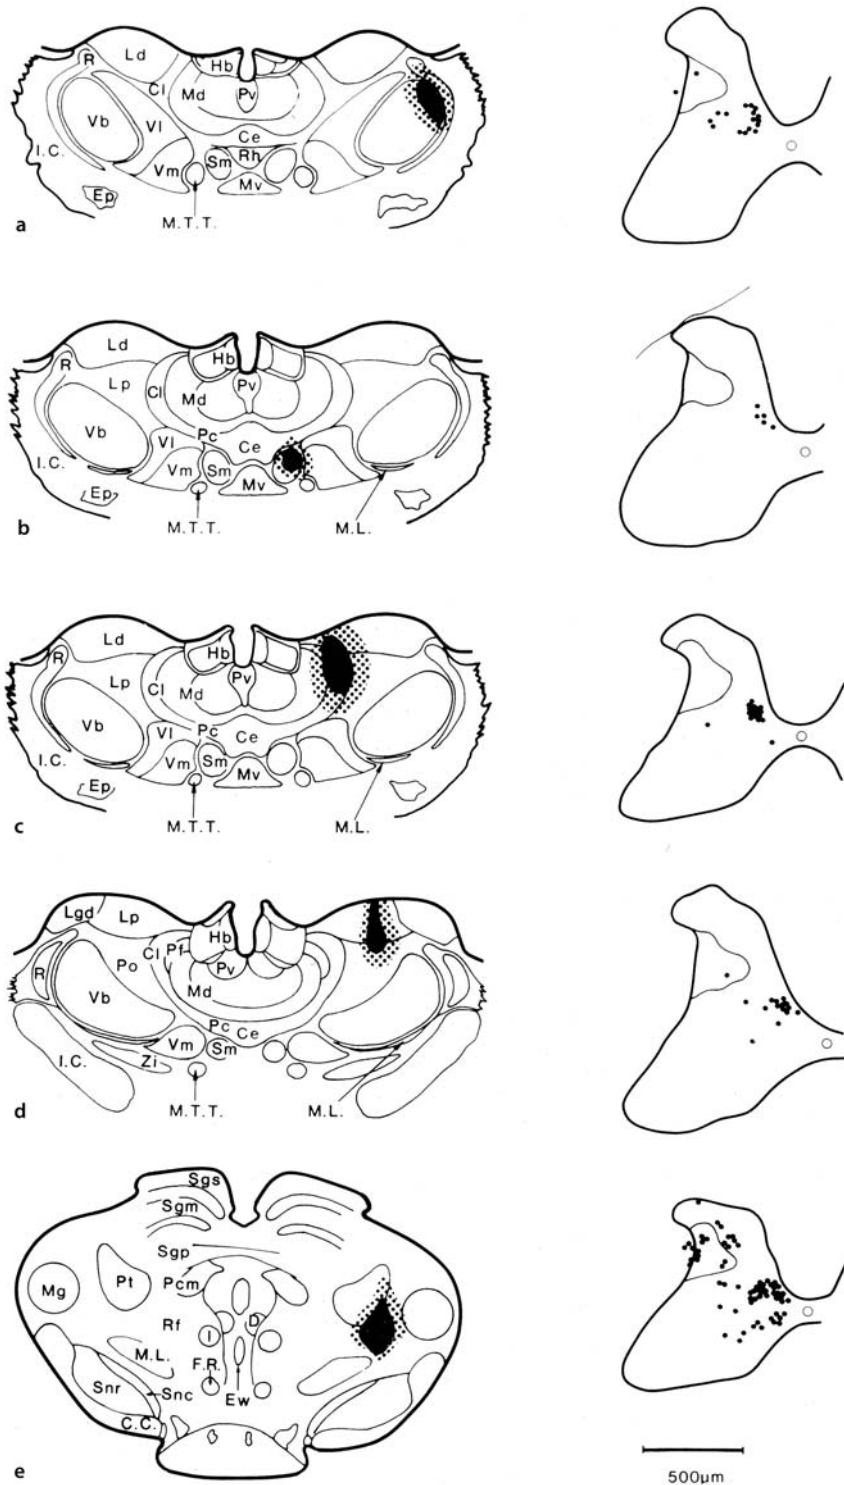 R Ld Hb
Cl Md Pv
Vb Vl Ce
I.C. Vm Sm Rh
Ep Mv
a M.T.T.
Ld Hb
R Lp Cl Md Pv
Vb Vl Pc Ce
I.C. Vm Sm
Ep Mv
b M.T.T. M.L.
Ld Hb
R Lp Cl Md Pv
Vb Vl Pc Ce
I.C. Vm Sm
Ep Mv
c M.T.T. M.L.
Lgd Lp Hb
R Po Cl Pf Pv
Vb Md
Pc Ce
I.C. Zi Vm Sm
d M.T.T. M.L.
Sgs
Sgm
Sgp
Mg Pt Pcm
Rf I D
M.L. F.R.
Snr Snc Ew
C.C.
e
500µm